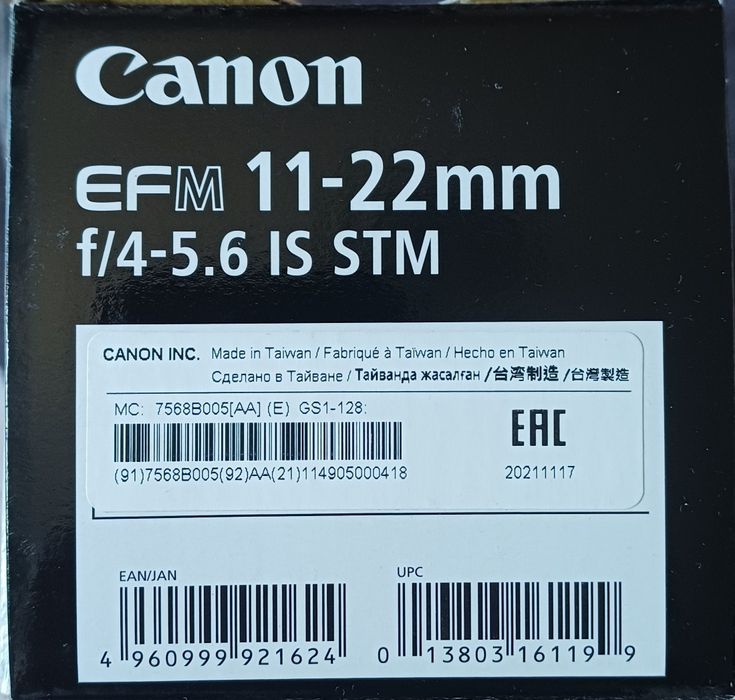 Canon
EFM 11-22mm
f/4-5.6 IS STM
CANON INC. Made in Taiwan / Fabriqué à Taïwan / Hecho en Taiwan
Сделано в Тайване / Тайванда жасалған /台湾制造 /台灣製造
MC: 7568B005[AA] (E) GS1-128:
(91)7568B005(92)AA(21)114905000418
EAC
20211117
EAN/JAN
4 960999 921624
UPC
0 13803 16119 9